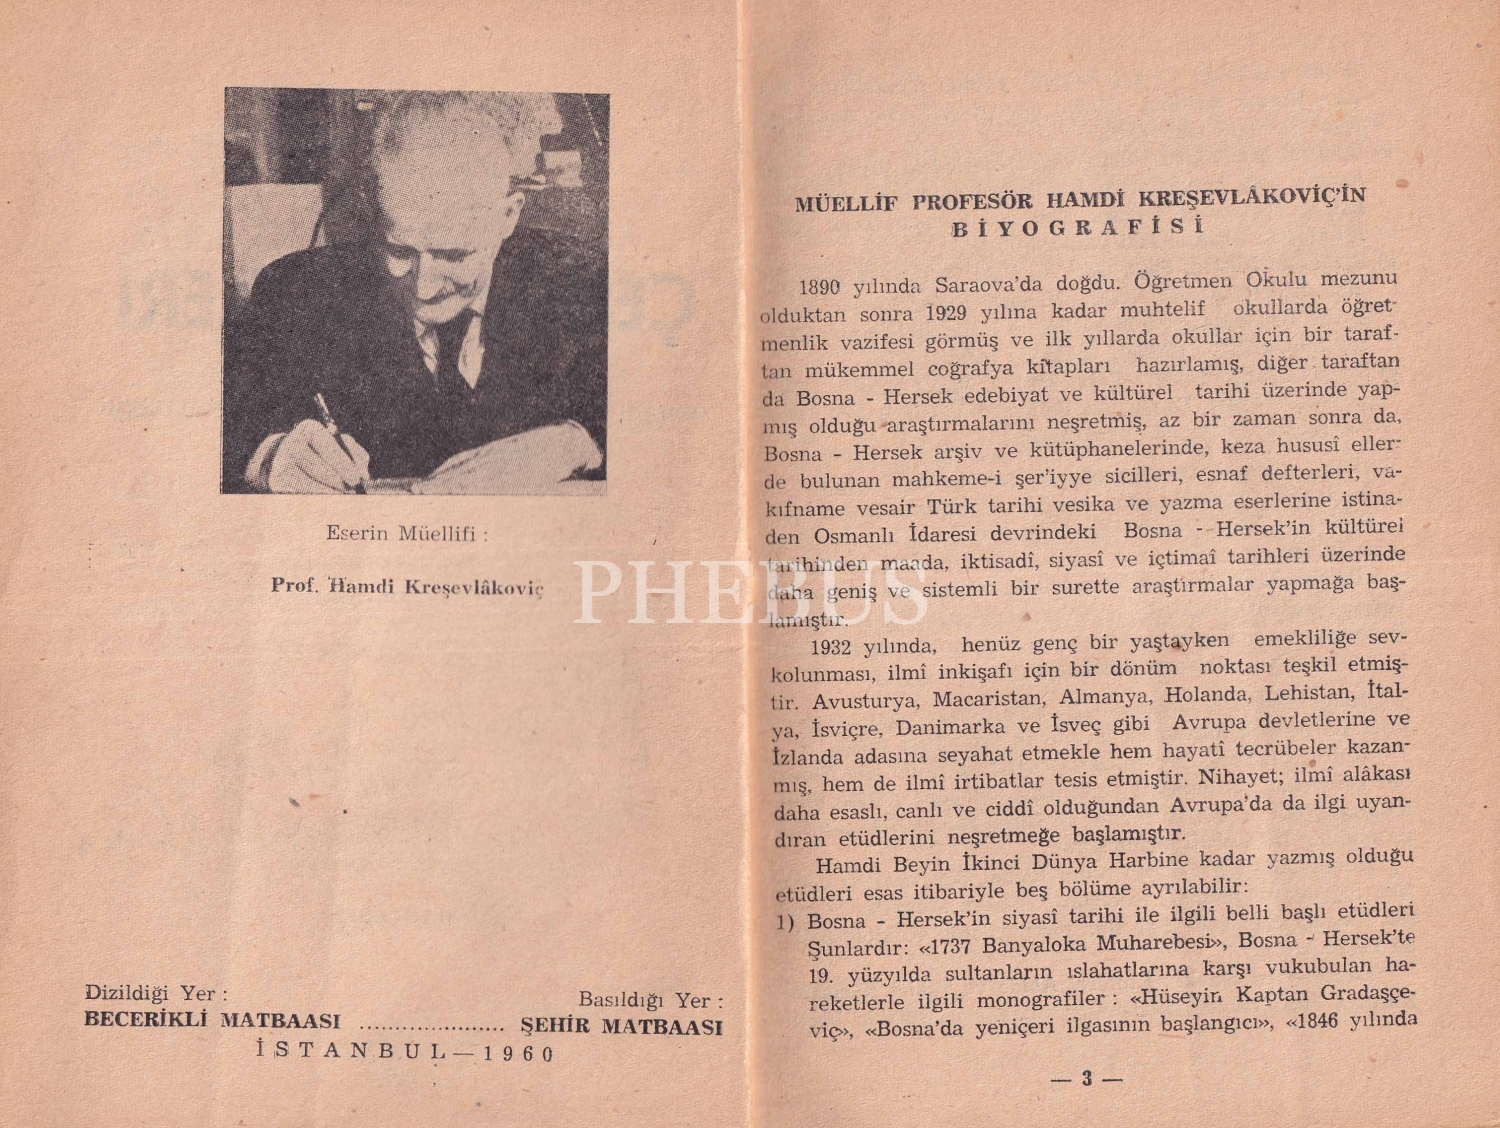 Eserin Müellifi :
Prof. Hamdi Kreşevlâkoviç
Dizildiği Yer :
BECERİKLİ MATBAASI
Basıldığı Yer :
.................... ŞEHİR MATBAASI
İSTANBUL — 1960
PHEBUS
MÜELLİF PROFESÖR HAMDİ KREŞEVLÂKOVİÇ'İN
BİYOGRAFİSİ
1890 yılında Saraova'da doğdu. Öğretmen Okulu mezunu
olduktan sonra 1929 yılına kadar muhtelif okullarda öğret-
menlik vazifesi görmüş ve ilk yıllarda okullar için bir taraf-
tan mükemmel coğrafya kitapları hazırlamış, diğer taraftan
da Bosna - Hersek edebiyat ve kültürel tarihi üzerinde yap-
mış olduğu araştırmalarını neşretmiş, az bir zaman sonra da,
Bosna - Hersek arşiv ve kütüphanelerinde, keza hususî eller-
de bulunan mahkeme-i şer'iyye sicilleri, esnaf defterleri, va-
kıfname vesair Türk tarihi vesika ve yazma eserlerine istina-
den Osmanlı İdaresi devrindeki Bosna - Hersek'in kültürel
tarihinden maada, iktisadî, siyasî ve içtimaî tarihleri üzerinde
daha geniş ve sistemli bir surette araştırmalar yapmağa baş-
lamıştır.
1932 yılında, henüz genç bir yaştayken emekliliğe sev-
kolunması, ilmî inkişafı için bir dönüm noktası teşkil etmiş-
tir. Avusturya, Macaristan, Almanya, Holanda, Lehistan, İtal-
ya, İsviçre, Danimarka ve İsveç gibi Avrupa devletlerine ve
İzlanda adasına seyahat etmekle hem hayatî tecrübeler kazan-
mış, hem de ilmî irtibatlar tesis etmiştir. Nihayet; ilmî alâkası
daha esaslı, canlı ve ciddî olduğundan Avrupa'da da ilgi uyan-
dıran etüdlerini neşretmeğe başlamıştır.
Hamdi Beyin İkinci Dünya Harbine kadar yazmış olduğu
etüdleri esas itibariyle beş bölüme ayrılabilir:
1) Bosna - Hersek'in siyasî tarihi ile ilgili belli başlı etüdleri
Şunlardır: «1737 Banyaloka Muharebesi», Bosna - Hersek'te
19. yüzyılda sultanların ıslahatlarına karşı vukubulan ha-
reketlerle ilgili monografiler : «Hüseyin Kaptan Gradaşçe-
viç», «Bosna'da yeniçeri ilgasının başlangıcı», «1846 yılında
— 3 —